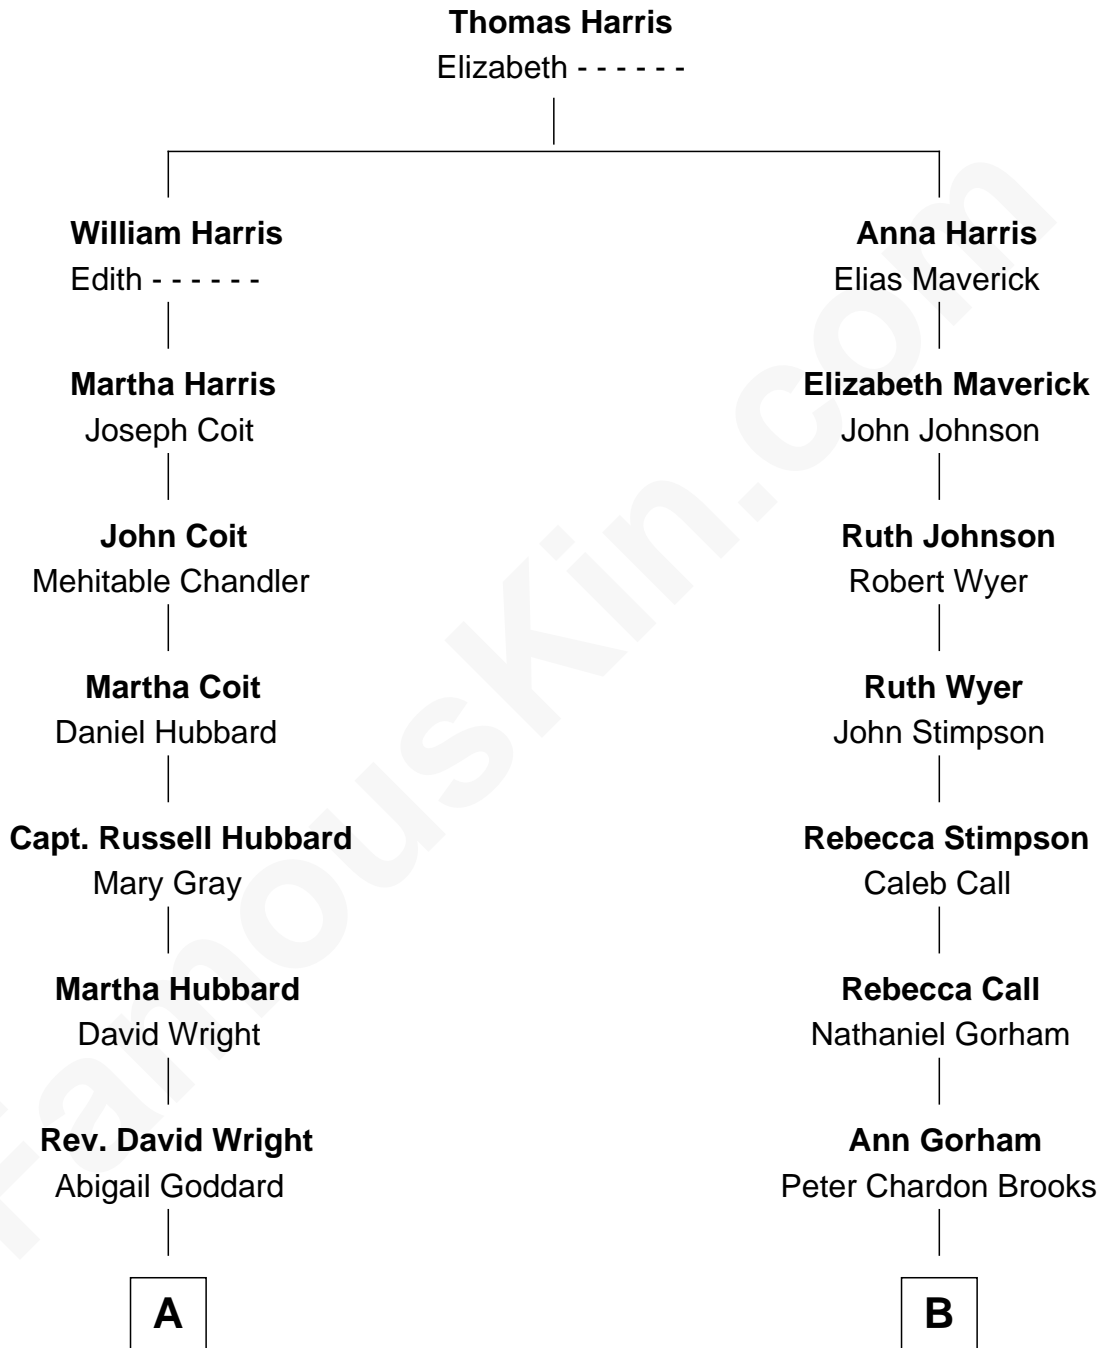 Thomas Harris
Elizabeth - - - - - -
William Harris
Edith - - - - - -
Anna Harris
Elias Maverick
Martha Harris
Joseph Coit
Elizabeth Maverick
John Johnson
John Coit
Mehitable Chandler
Ruth Johnson
Robert Wyer
Martha Coit
Daniel Hubbard
Ruth Wyer
John Stimpson
Capt. Russell Hubbard
Mary Gray
Rebecca Stimpson
Caleb Call
Martha Hubbard
David Wright
Rebecca Call
Nathaniel Gorham
Rev. David Wright
Abigail Goddard
Ann Gorham
Peter Chardon Brooks
A
B
FamousKin.com